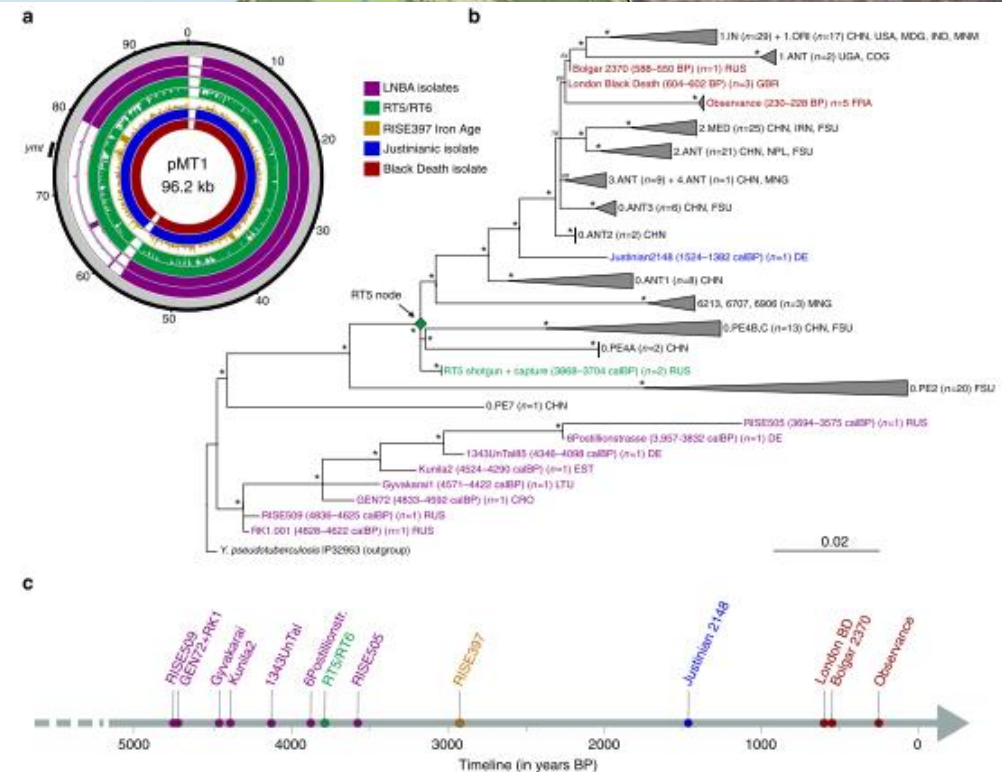 a
0
10
20
30
40
50
60
70
80
90
ymt
pMT1
96.2 kb
LNBA isolates
RT5/RT6
RISE397 Iron Age
Justinianic isolate
Black Death isolate
b
1.IN (n=29) + 1.ORI (n=17) CHN, USA, MDG, IND, MNM
1.ANT (n=2) UGA, COG
Bolgar 2370 (588–550 BP) (n=1) RUS
London Black Death (604–602 BP) (n=3) GBR
Observance (230–228 BP) n=5 FRA
2.MED (n=25) CHN, IRN, FSU
2.ANT (n=21) CHN, NPL, FSU
3.ANT (n=9) + 4.ANT (n=1) CHN, MNG
0.ANT3 (n=6) CHN, FSU
0.ANT2 (n=2) CHN
Justinian2148 (1524–1382 calBP) (n=1) DE
0.ANT1 (n=8) CHN
RT5 node
6213, 6707, 6906 (n=3) MNG
0.PE4B,C (n=13) CHN, FSU
0.PE4A (n=2) CHN
RT5 shotgun + capture (3868–3704 calBP) (n=2) RUS
0.PE2 (n=20) FSU
0.PE7 (n=1) CHN
RISE505 (3694–3575 calBP) (n=1) RUS
6Postillionstrasse (3,957-3832 calBP) (n=1) DE
1343UnTal85 (4346–4098 calBP) (n=1) DE
Kunila2 (4524–4290 calBP) (n=1) EST
Gyvakarai1 (4571–4422 calBP) (n=1) LTU
GEN72 (4833–4592 calBP) (n=1) CRO
RISE509 (4836–4625 calBP) (n=1) RUS
RK1.001 (4828–4622 calBP) (n=1) RUS
Y. pseudotuberculosis IP32953 (outgroup)
0.02
c
RISE509
GEN72+RK1
Gyvakarai
Kunila2
1343UnTal
6Postillionstr.
RT5/RT6
RISE505
RISE397
Justinian 2148
London BD
Bolgar 2370
Observance
5000 4000 3000 2000 1000 0
Timeline (in years BP)